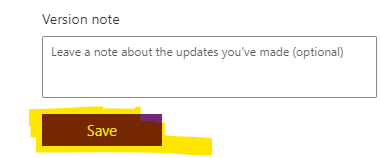 Version note
Leave a note about the updates you've made (optional)
Save